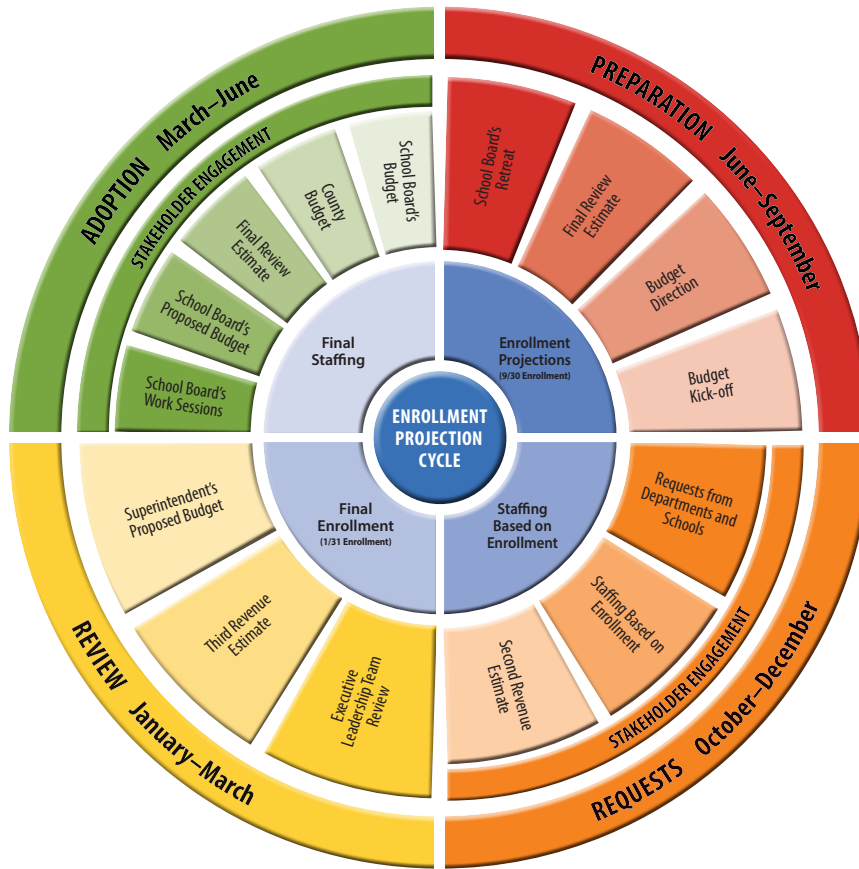 PREPARATION June–September
School Board's
Retreat
Final Review
Estimate
Budget
Direction
Budget
Kick-off
REQUESTS October–December
STAKEHOLDER ENGAGEMENT
Requests from
Departments and
Schools
Staffing Based on
Enrollment
Second Revenue
Estimate
REVIEW January–March
Executive
Leadership Team
Review
Third Revenue
Estimate
Superintendent's
Proposed Budget
ADOPTION March–June
STAKEHOLDER ENGAGEMENT
School Board's
Work Sessions
School Board's
Proposed Budget
Final Review
Estimate
County
Budget
School Board's
Budget
Enrollment
Projections
(9/30 Enrollment)
Staffing
Based on
Enrollment
Final
Enrollment
(1/31 Enrollment)
Final
Staffing
ENROLLMENT
PROJECTION
CYCLE